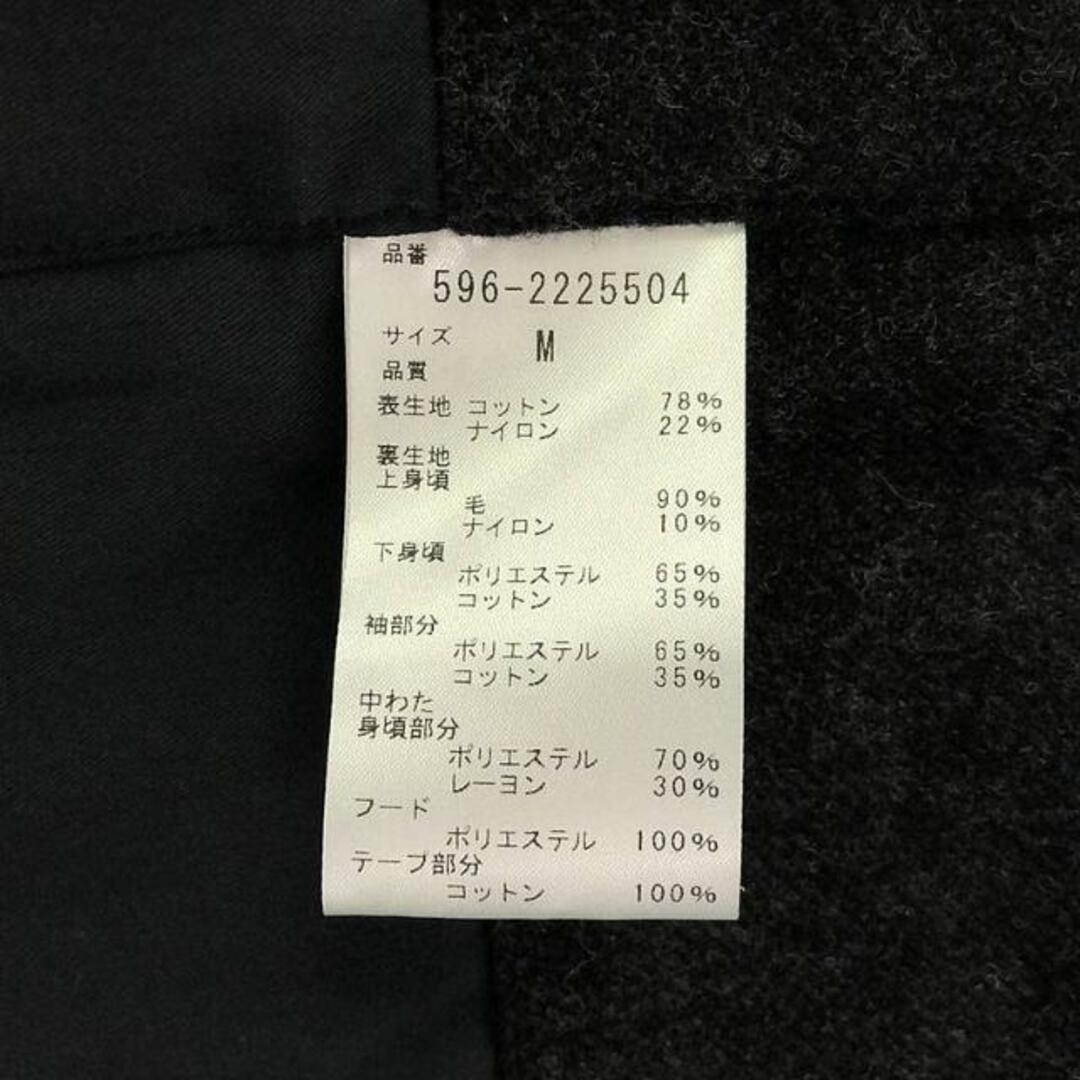 品番
596-2225504
サイズ M
品質
表生地 コットン 78%
ナイロン 22%
裏生地
上身頃
毛 90%
ナイロン 10%
下身頃
ポリエステル 65%
コットン 35%
袖部分
ポリエステル 65%
コットン 35%
中わた
身頃部分
ポリエステル 70%
レーヨン 30%
フード
ポリエステル 100%
テープ部分
コットン 100%